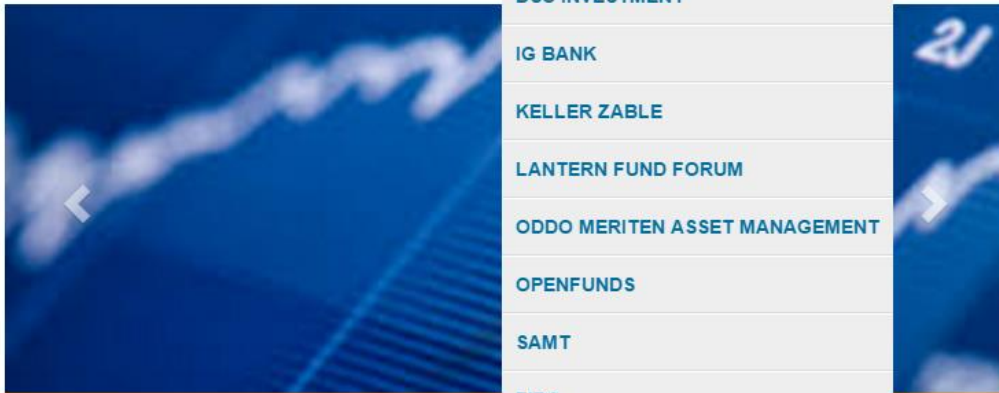 IG BANK
KELLER ZABLE
LANTERN FUND FORUM
ODDO MERITEN ASSET MANAGEMENT
OPENFUNDS
SAMT